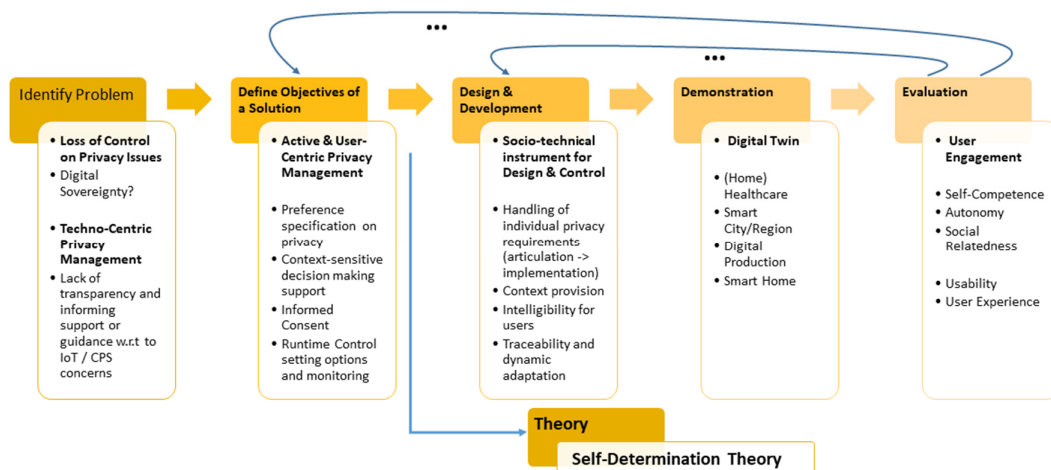 ...
...
Identify Problem
• Loss of Control
on Privacy Issues
• Digital
Sovereignty?
• Techno-Centric
Privacy
Management
• Lack of
transparency and
informing
support or
guidance w.r.t to
IoT / CPS
concerns
Define Objectives of
a Solution
• Active & User-
Centric Privacy
Management
• Preference
specification on
privacy
• Context-sensitive
decision making
support
• Informed
Consent
• Runtime Control
setting options
and monitoring
Design &
Development
• Socio-technical
instrument for
Design & Control
• Handling of
individual privacy
requirements
(articulation ->
implementation)
• Context provision
• Intelligibility for
users
• Traceability and
dynamic
adaptation
Demonstration
• Digital Twin
• (Home)
Healthcare
• Smart
City/Region
• Digital
Production
• Smart Home
Evaluation
• User
Engagement
• Self-Competence
• Autonomy
• Social
Relatedness
• Usability
• User Experience
Theory
Self-Determination Theory